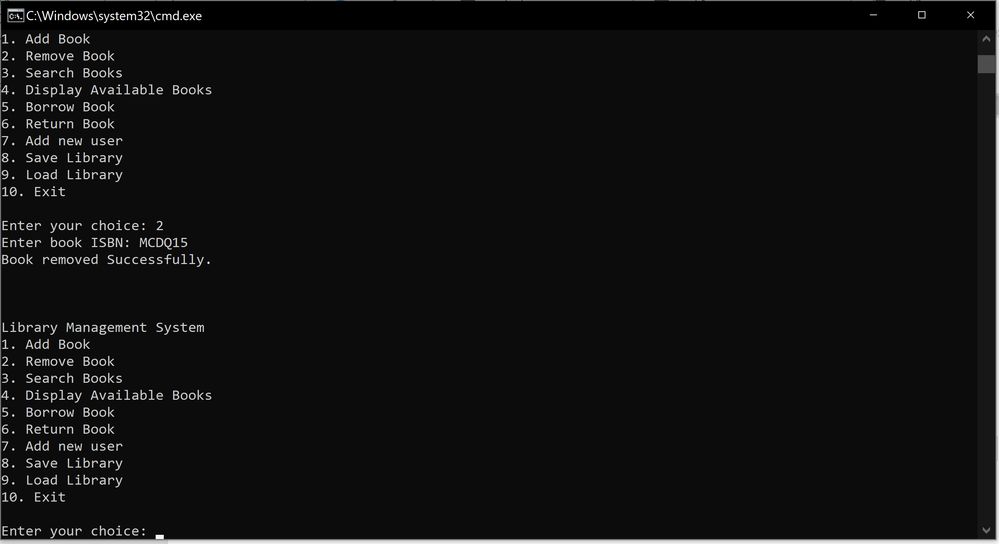 C:\Windows\system32\cmd.exe
1. Add Book
2. Remove Book
3. Search Books
4. Display Available Books
5. Borrow Book
6. Return Book
7. Add new user
8. Save Library
9. Load Library
10. Exit
Enter your choice: 2
Enter book ISBN: MCDQ15
Book removed Successfully.
Library Management System
1. Add Book
2. Remove Book
3. Search Books
4. Display Available Books
5. Borrow Book
6. Return Book
7. Add new user
8. Save Library
9. Load Library
10. Exit
Enter your choice: